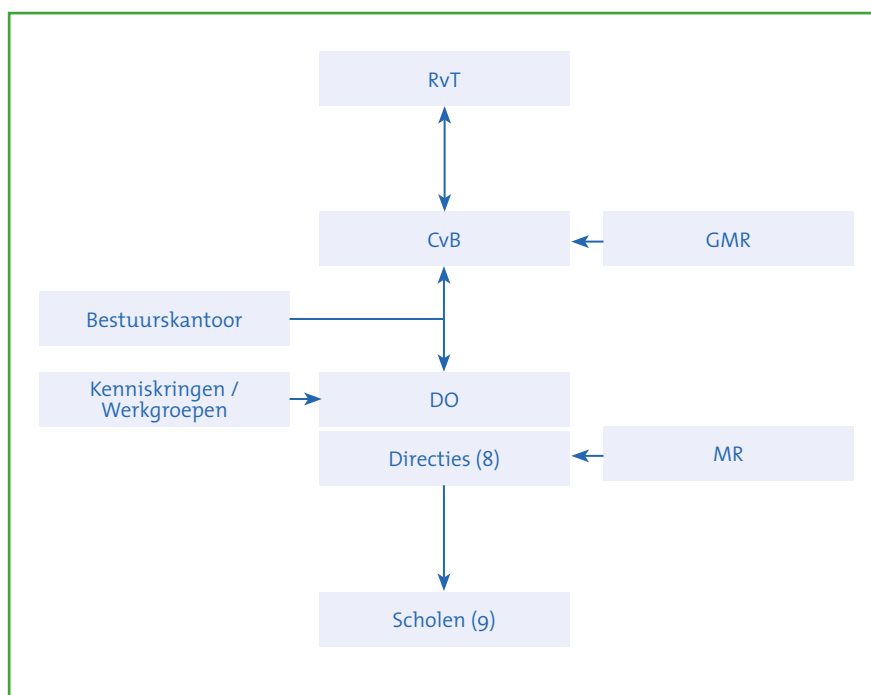 RvT
CvB
GMR
Bestuurskantoor
Kenniskringen /
Werkgroepen
DO
Directies (8)
MR
Scholen (9)